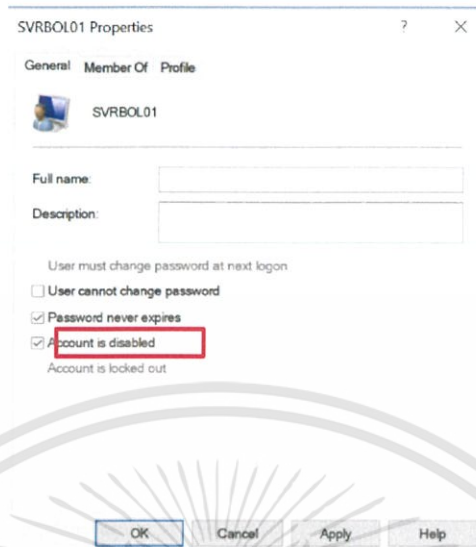 SVRBOL01 Properties ? ×
General Member Of Profile
SVRBOL01
Full name:
Description:
User must change password at next logon
User cannot change password
Password never expires
Account is disabled
Account is locked out
OK Cancel Apply Help